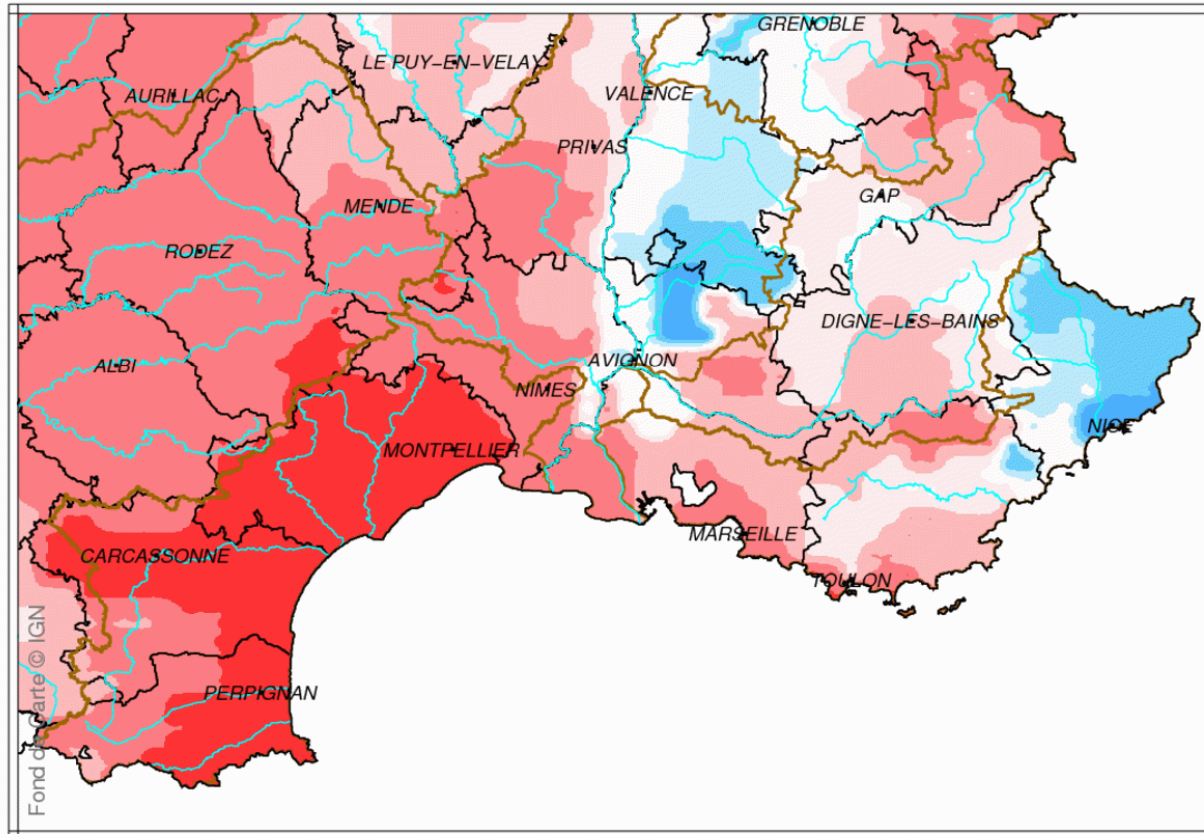 GRENOBLE
LE PUY-EN-VELAY
AURILLAC
VALENCE
PRIVAS
GAP
MENDE
RODEZ
DIGNE-LES-BAINS
AVIGNON
ALBI
NIMES
NICE
MONTPELLIER
MARSEILLE
CARCASSONNE
TOULON
PERPIGNAN
Fond de Carte © IGN